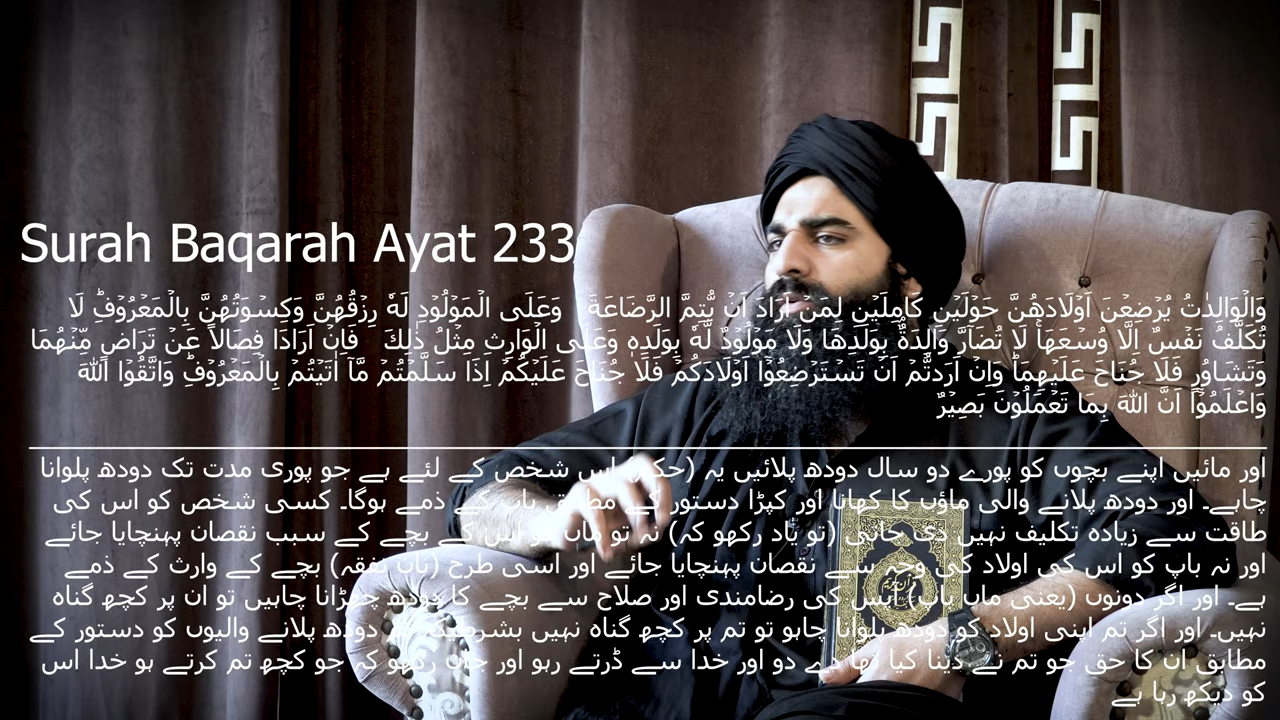 Surah Baqarah Ayat 233
وَالْوَالِدٰتُ يُرْضِعْنَ اَوْلَادَهُنَّ حَوْلَيْنِ كَامِلَيْنِ لِمَنْ اَرَادَ اَنْ يُّتِمَّ الرَّضَاعَةَ ۗ وَعَلَى الْمَوْلُوْدِ لَهٗ رِزْقُهُنَّ وَكِسْوَتُهُنَّ بِالْمَعْرُوْفِۗ لَا
تُكَلَّفُ نَفْسٌ اِلَّا وُسْعَهَاۚ لَا تُضَاۤرَّ وَالِدَةٌۢ بِوَلَدِهَا وَلَا مَوْلُوْدٌ لَّهٗ بِوَلَدِهٖ وَعَلَى الْوَارِثِ مِثْلُ ذٰلِكَ ۚ فَاِنْ اَرَادَا فِصَالاً عَنْ تَرَاضٍ مِّنْهُمَا
وَتَشَاوُرٍ فَلَا جُنَاحَ عَلَيْهِمَاۗ وَاِنْ اَرَدتُّمْ اَنْ تَسْتَرْضِعُوْٓا اَوْلَادَكُمْ فَلَا جُنَاحَ عَلَيْكُمْ اِذَا سَلَّمْتُمْ مَّآ اٰتَيْتُمْ بِالْمَعْرُوْفِۗ وَاتَّقُوا اللّٰهَ
وَاعْلَمُوْٓا اَنَّ اللّٰهَ بِمَا تَعْمَلُوْنَ بَصِيْرٌ
اور مائیں اپنے بچوں کو پورے دو سال دودھ پلائیں یہ (حکم) اس شخص کے لئے ہے جو پوری مدت تک دودھ پلوانا
چاہے۔ اور دودھ پلانے والی ماؤں کا کھانا اور کپڑا دستور کے مطابق باپ کے ذمے ہوگا۔ کسی شخص کو اس کی
طاقت سے زیادہ تکلیف نہیں دی جاتی (تو یاد رکھو کہ) نہ تو ماں کو اس کے بچے کے سبب نقصان پہنچایا جائے
اور نہ باپ کو اس کی اولاد کی وجہ سے نقصان پہنچایا جائے اور اسی طرح (نان نفقہ) بچے کے وارث کے ذمے
ہے۔ اور اگر دونوں (یعنی ماں باپ) آپس کی رضامندی اور صلاح سے بچے کا دودھ چھڑانا چاہیں تو ان پر کچھ گناہ
نہیں۔ اور اگر تم اپنی اولاد کو دودھ پلوانا چاہو تو تم پر کچھ گناہ نہیں بشرطیکہ تم دودھ پلانے والیوں کو دستور کے
مطابق ان کا حق جو تم نے دینا کیا تھا دے دو اور خدا سے ڈرتے رہو اور جان رکھو کہ جو کچھ تم کرتے ہو خدا اس
کو دیکھ رہا ہے